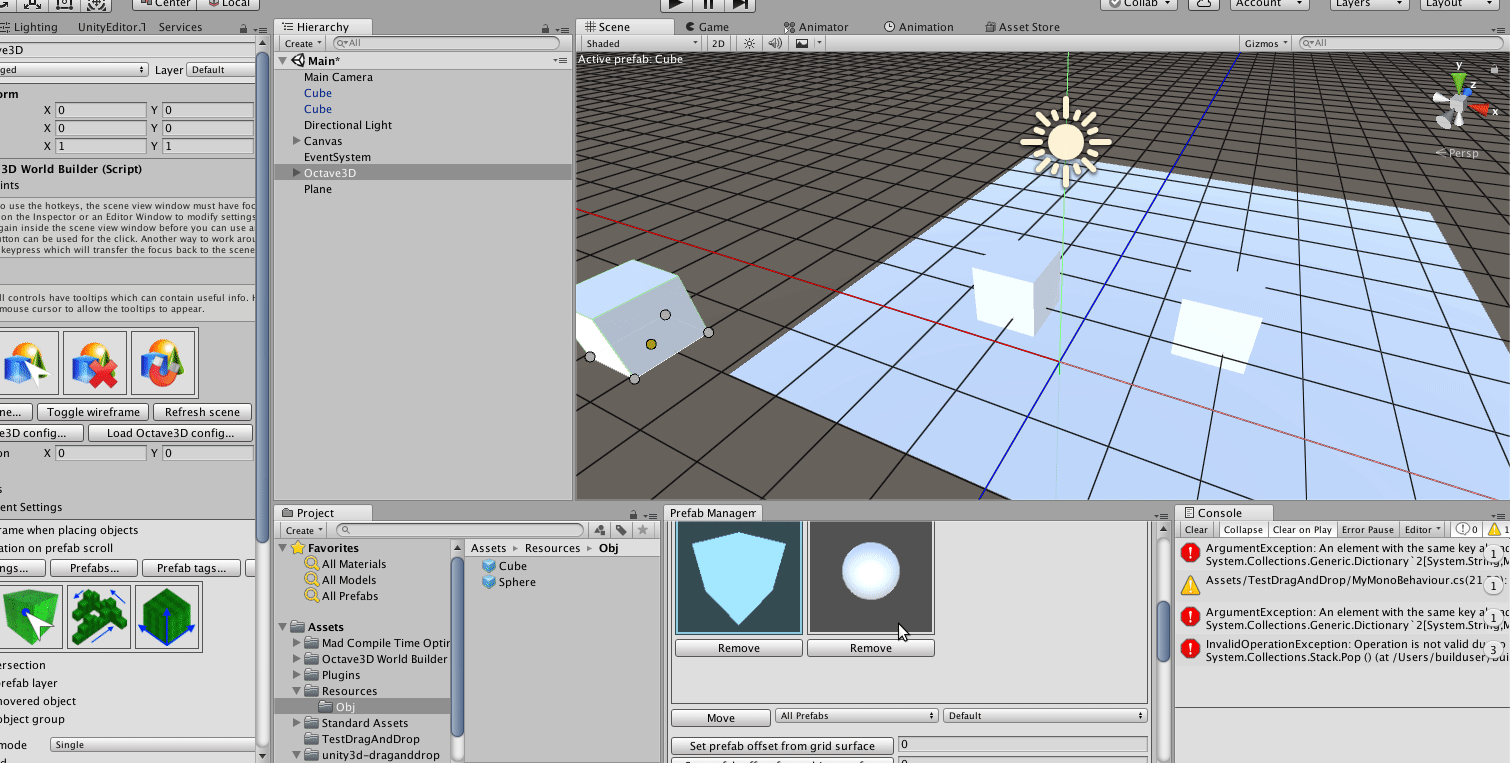 Center
Local
Collab
Account
Layers
Layout
Lighting
UnityEditor.
Services
ve3D
ged
Layer
Default
orm
X
0
Y
0
X
0
Y
0
X
1
Y
1
3D World Builder (Script)
ints
o use the hotkeys, the scene view window must have foc
on the Inspector or an Editor Window to modify settings
gain inside the scene view window before you can use a
utton can be used for the click. Another way to work arou
keypress which will transfer the focus back to the scene
ll controls have tooltips which can contain useful info. H
mouse cursor to allow the tooltips to appear.
ne...
Toggle wireframe
Refresh scene
e3D config...
Load Octave3D config...
on
X
0
Y
0
s
ent Settings
rame when placing objects
ation on prefab scroll
ngs...
Prefabs...
Prefab tags...
ersection
prefab layer
hovered object
object group
mode
Single
Hierarchy
Create
All
Main*
Main Camera
Cube
Cube
Directional Light
Canvas
EventSystem
Octave3D
Plane
Scene
Game
Animator
Animation
Asset Store
Shaded
2D
Gizmos
All
Active prefab: Cube
y
z
x
Persp
Project
Create
Favorites
All Materials
All Models
All Prefabs
Assets
Mad Compile Time Optir
Octave3D World Builder
Plugins
Resources
Obj
Standard Assets
TestDragAndDrop
unity3d-draganddrop
Assets
Resources
Obj
Cube
Sphere
Prefab Managem
Remove
Remove
Move
All Prefabs
Default
Set prefab offset from grid surface
0
Console
Clear
Collapse
Clear on Play
Error Pause
Editor
0
1
ArgumentException: An element with the same key al
System.Collections.Generic.Dictionary`2[System.String,M
1
Assets/TestDragAndDrop/MyMonoBehaviour.cs(21
1
ArgumentException: An element with the same key al
System.Collections.Generic.Dictionary`2[System.String,M
1
InvalidOperationException: Operation is not valid du
System.Collections.Stack.Pop () (at /Users/builduser/bui
3